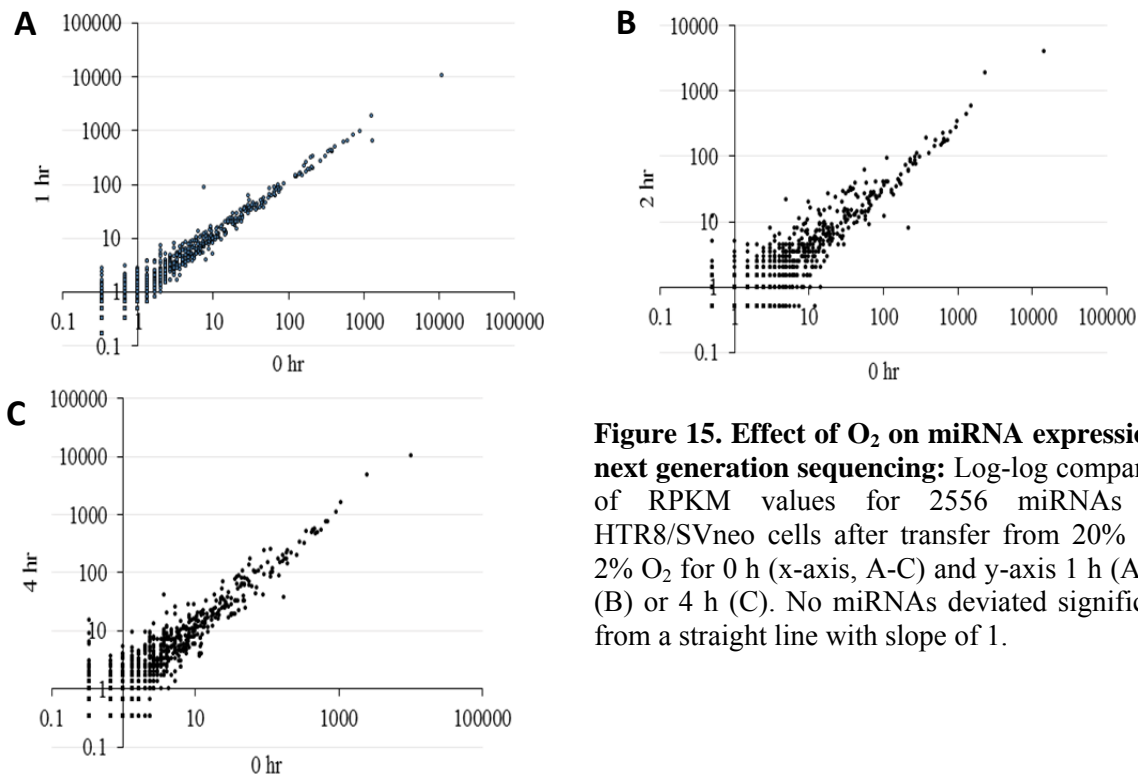 A
100000
10000
1000
100
10
1
0.1
1 hr
0.1 1 10 100 1000 10000 100000
0 hr
B
10000
1000
100
10
1
0.1
2 hr
0.1 1 10 100 1000 10000 100000
0 hr
C
100000
10000
1000
100
10
1
0.1
4 hr
0.1 10 1000 100000
0 hr
Figure 15. Effect of O₂ on miRNA expressio
next generation sequencing: Log-log compar
of RPKM values for 2556 miRNAs
HTR8/SVneo cells after transfer from 20%
2% O₂ for 0 h (x-axis, A-C) and y-axis 1 h (A
(B) or 4 h (C). No miRNAs deviated signific
from a straight line with slope of 1.